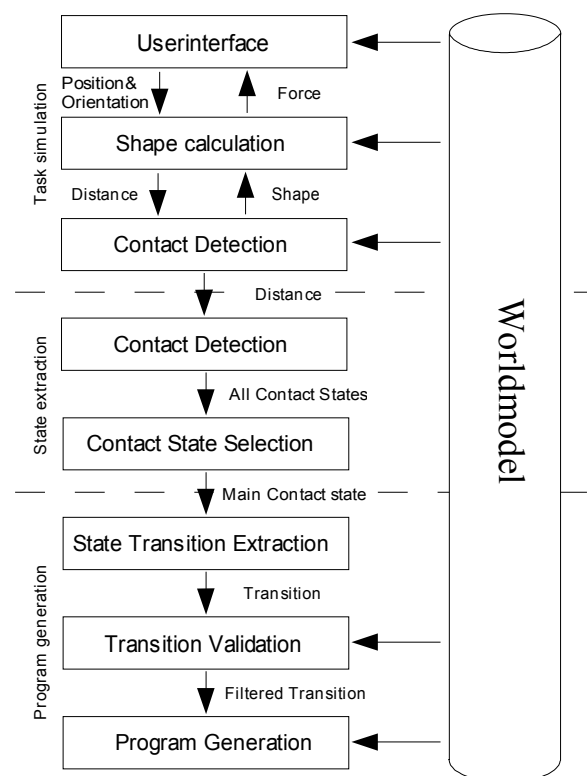 Userinterface
Position&
Orientation
Force
Shape calculation
Distance
Shape
Contact Detection
Task simulation
Distance
Contact Detection
All Contact States
Contact State Selection
State extraction
Main Contact state
State Transition Extraction
Transition
Transition Validation
Filtered Transition
Program Generation
Program generation
Worldmodel